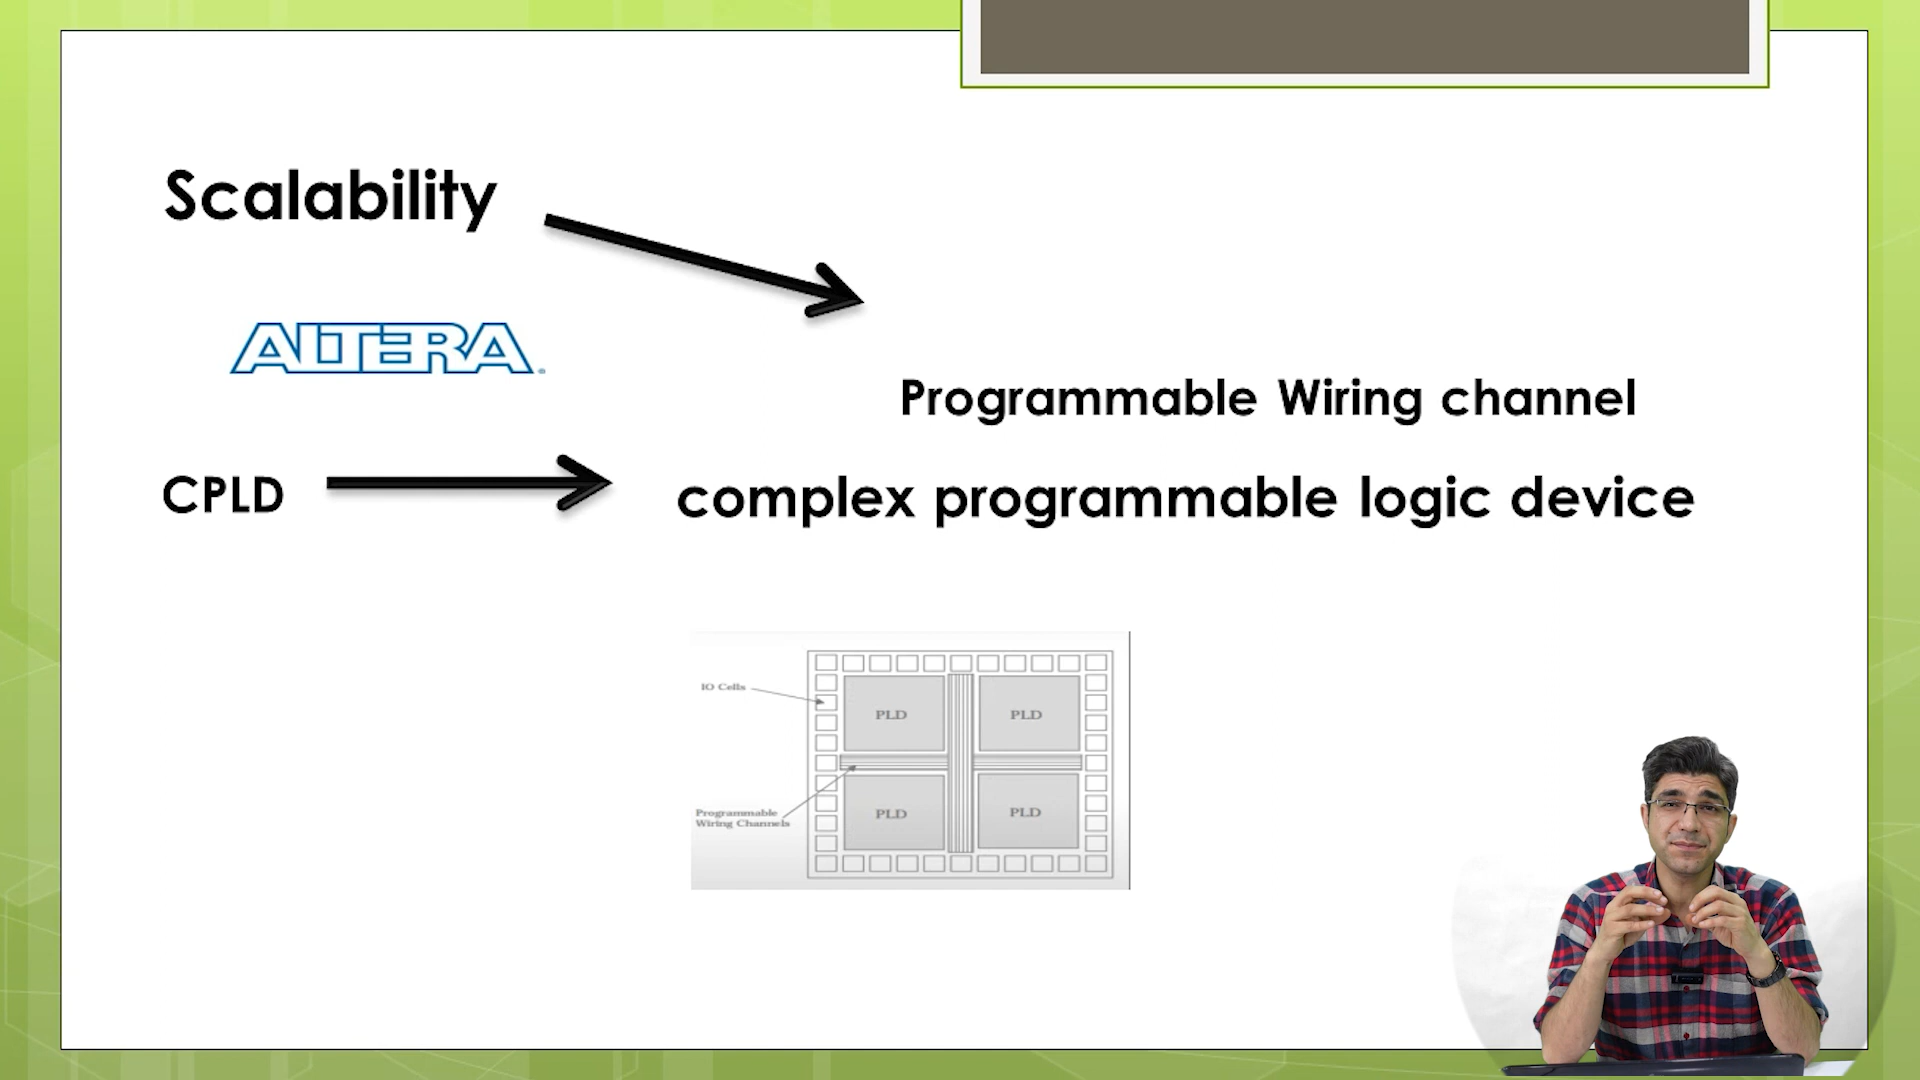 Scalability
ALTERA
Programmable Wiring channel
CPLD
complex programmable logic device
IO Cells
PLD
PLD
Programmable
Wiring Channels
PLD
PLD